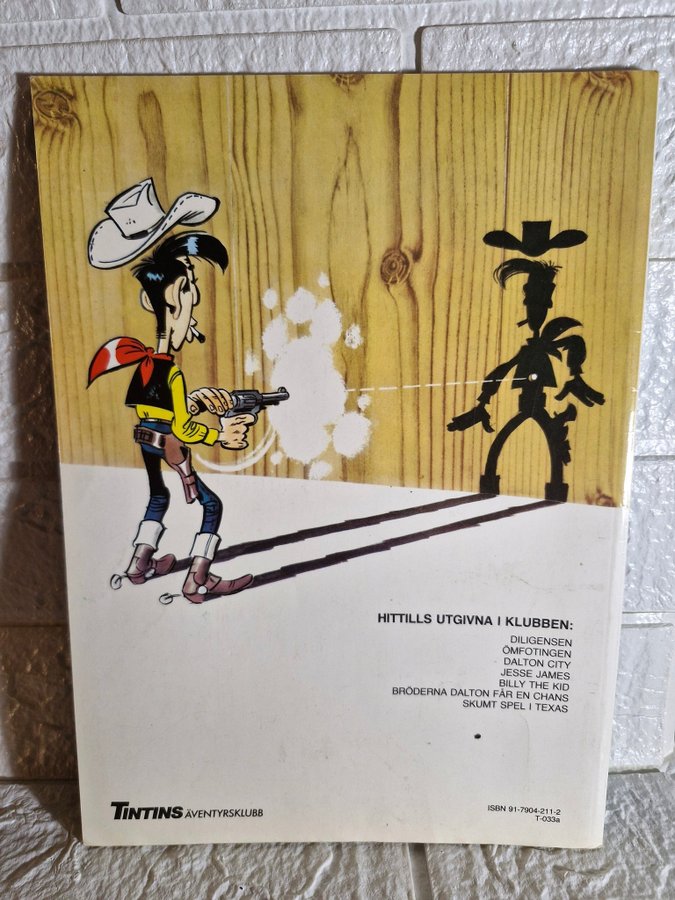 HITTILLS UTGIVNA I KLUBBEN:
DILIGENSEN
ÖMFOTINGEN
DALTON CITY
JESSE JAMES
BILLY THE KID
BRÖDERNA DALTON FÅR EN CHANS
SKUMT SPEL I TEXAS
TINTINS ÄVENTYRSKLUBB
ISBN 91-7904-211-2
T-033a